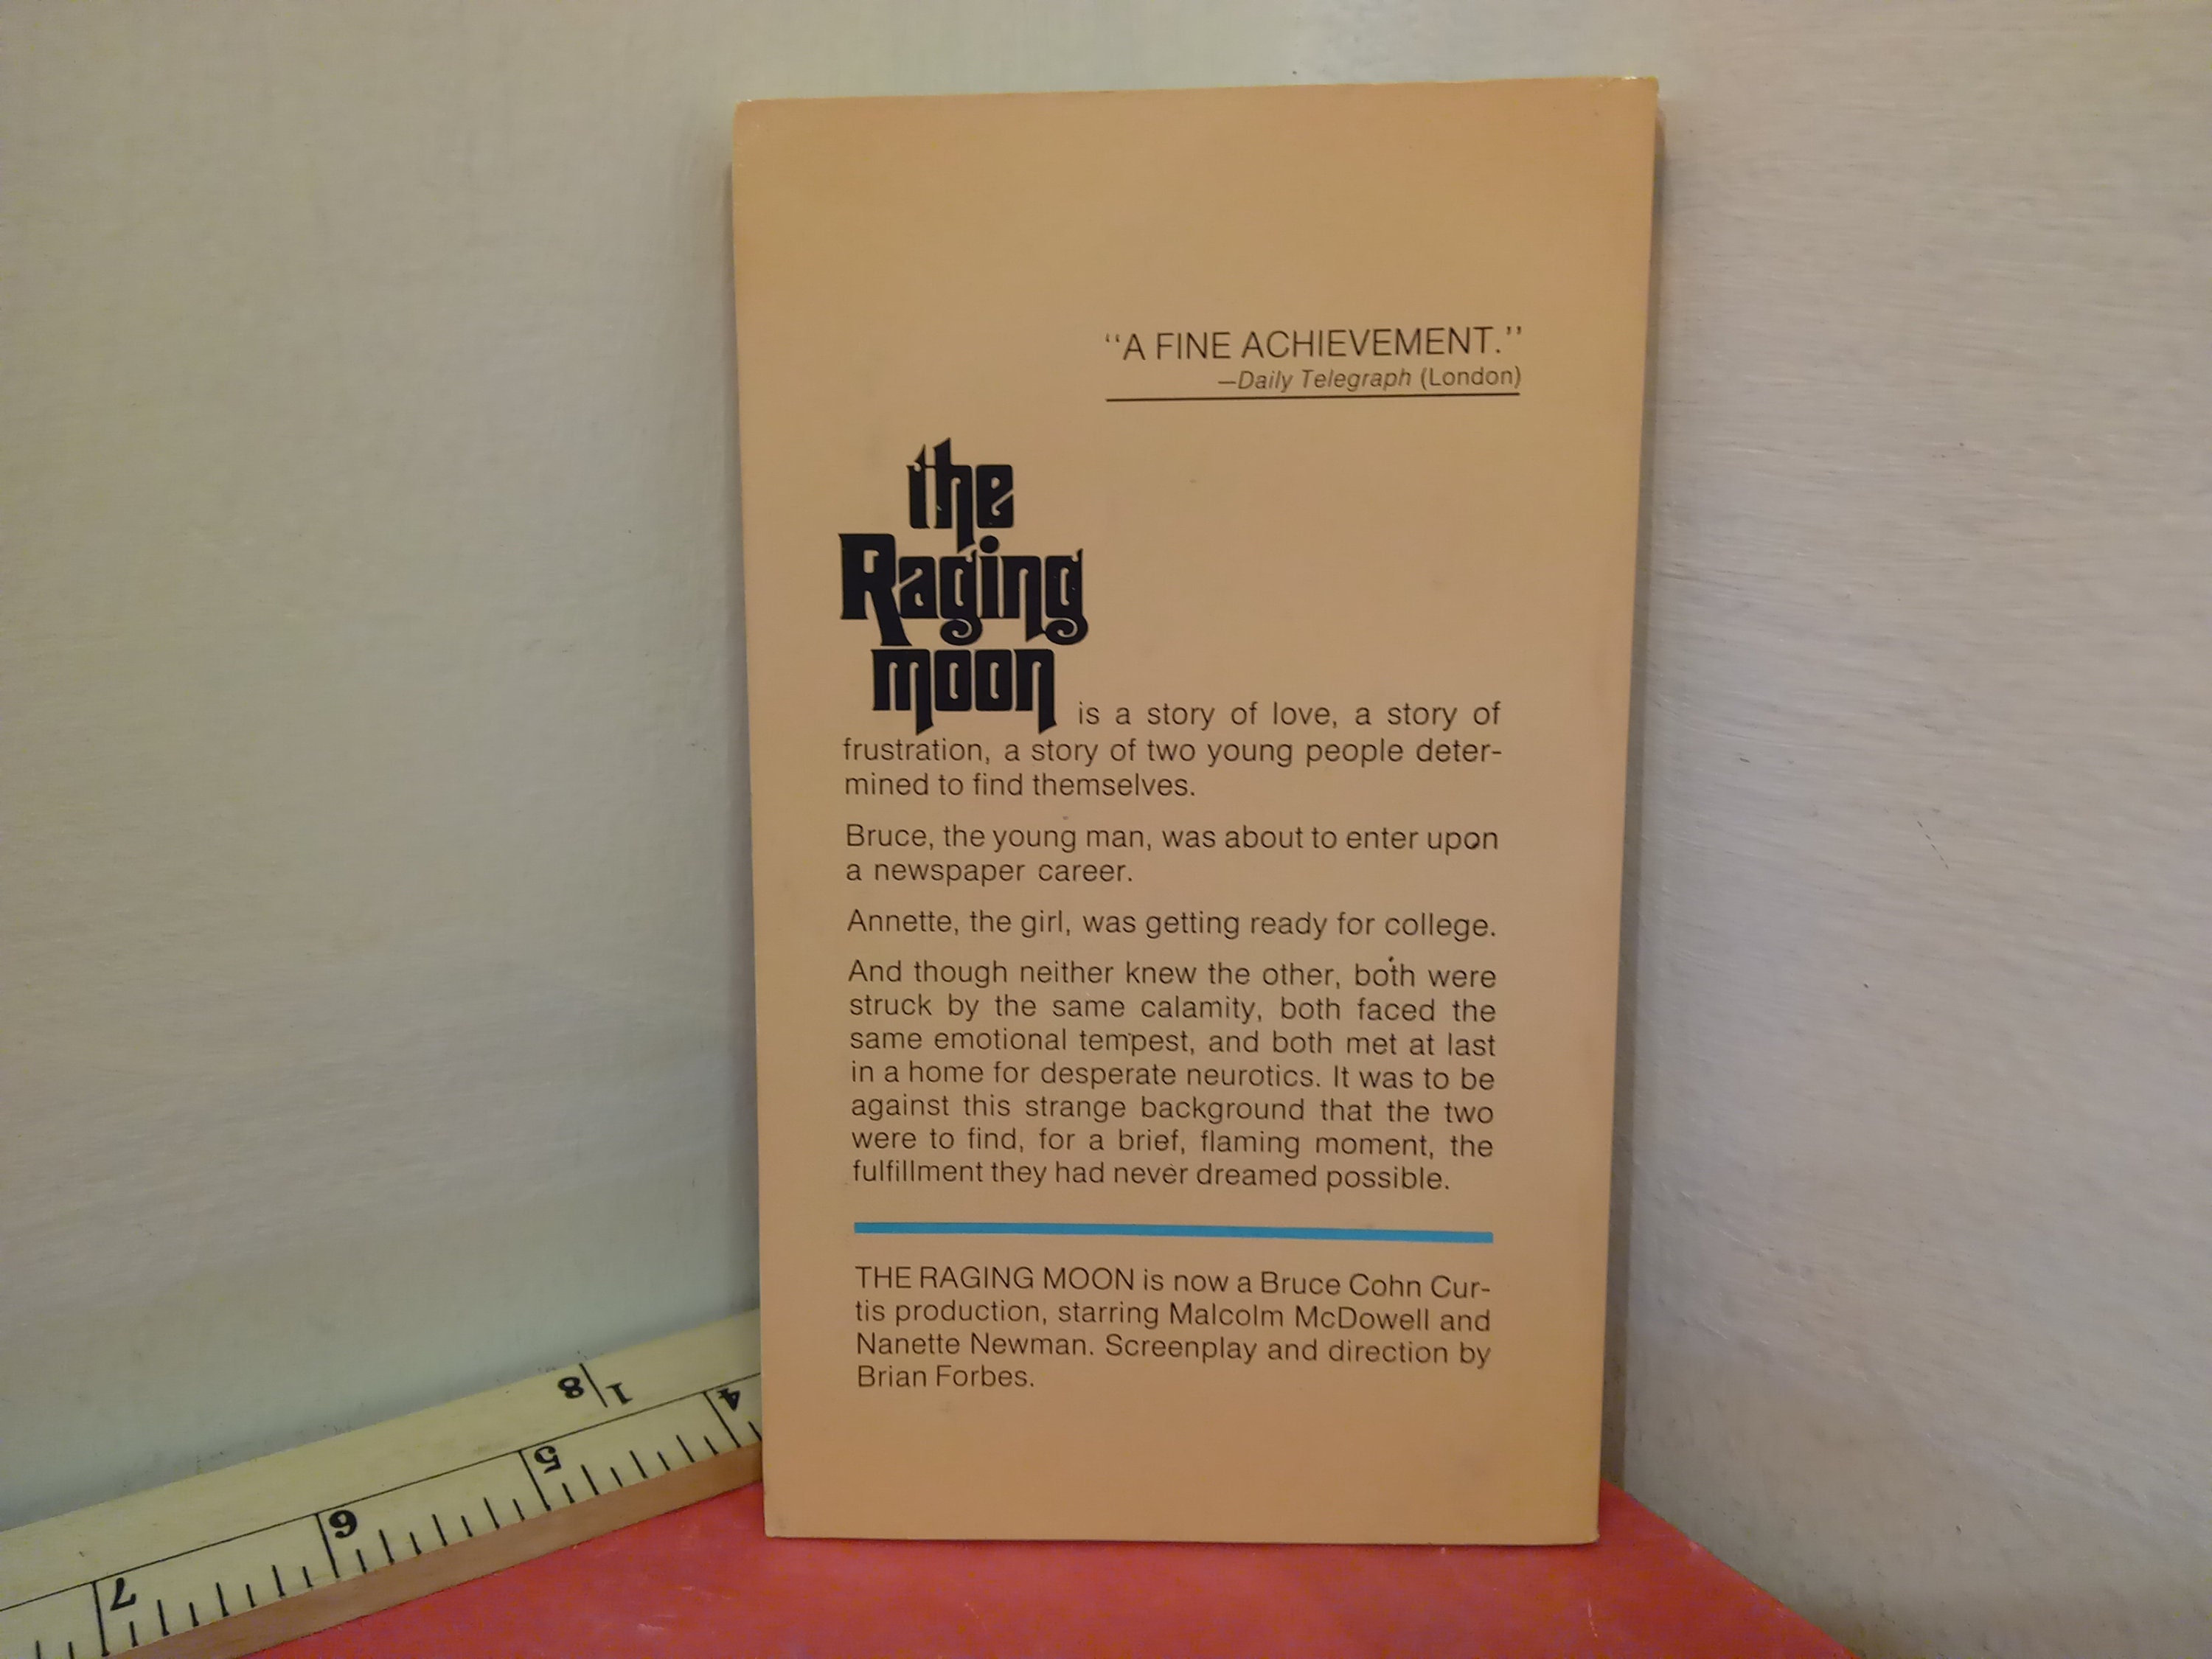 "A FINE ACHIEVEMENT."
—Daily Telegraph (London)
the
Raging
moon
is a story of love, a story of
frustration, a story of two young people deter-
mined to find themselves.
Bruce, the young man, was about to enter upon
a newspaper career.
Annette, the girl, was getting ready for college.
And though neither knew the other, both were
struck by the same calamity, both faced the
same emotional tempest, and both met at last
in a home for desperate neurotics. It was to be
against this strange background that the two
were to find, for a brief, flaming moment, the
fulfillment they had never dreamed possible.
THE RAGING MOON is now a Bruce Cohn Cur-
tis production, starring Malcolm McDowell and
Nanette Newman. Screenplay and direction by
Brian Forbes.
8 1
4
5
6
7